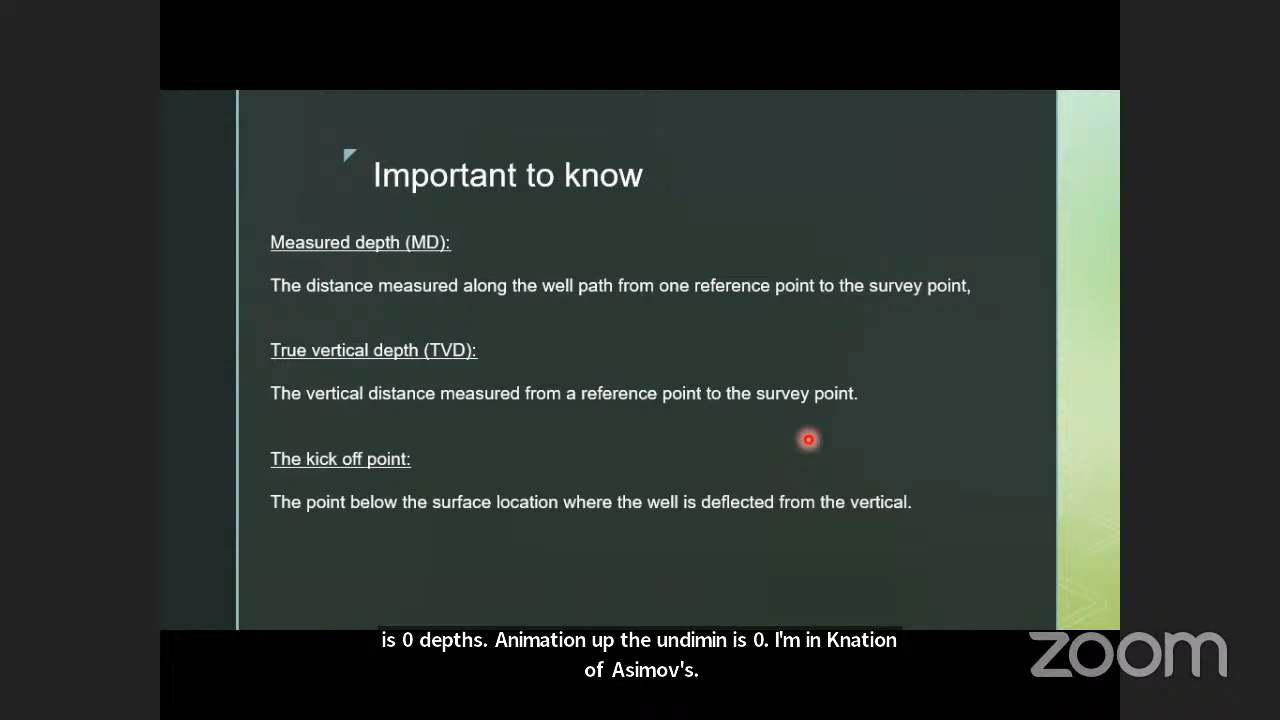 Important to know
Measured depth (MD):
The distance measured along the well path from one reference point to the survey point,
True vertical depth (TVD):
The vertical distance measured from a reference point to the survey point.
The kick off point:
The point below the surface location where the well is deflected from the vertical.
is 0 depths. Animation up the undimin is 0. I'm in Knation
of Asimov's.
zoom